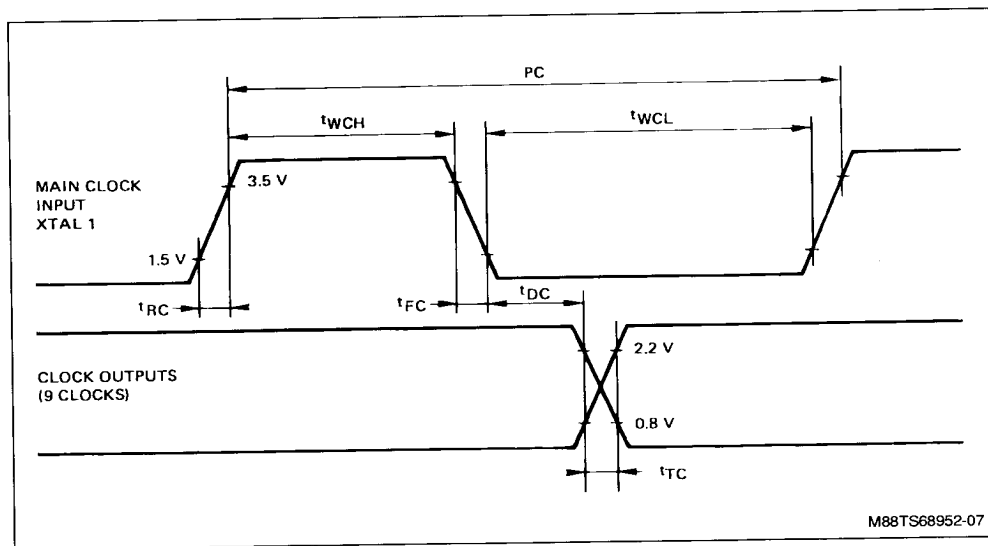 PC
tWCH
tWCL
MAIN CLOCK
INPUT
XTAL 1
3.5 V
1.5 V
tRC
tFC
tDC
CLOCK OUTPUTS
(9 CLOCKS)
2.2 V
0.8 V
tTC
M88TS68952-07